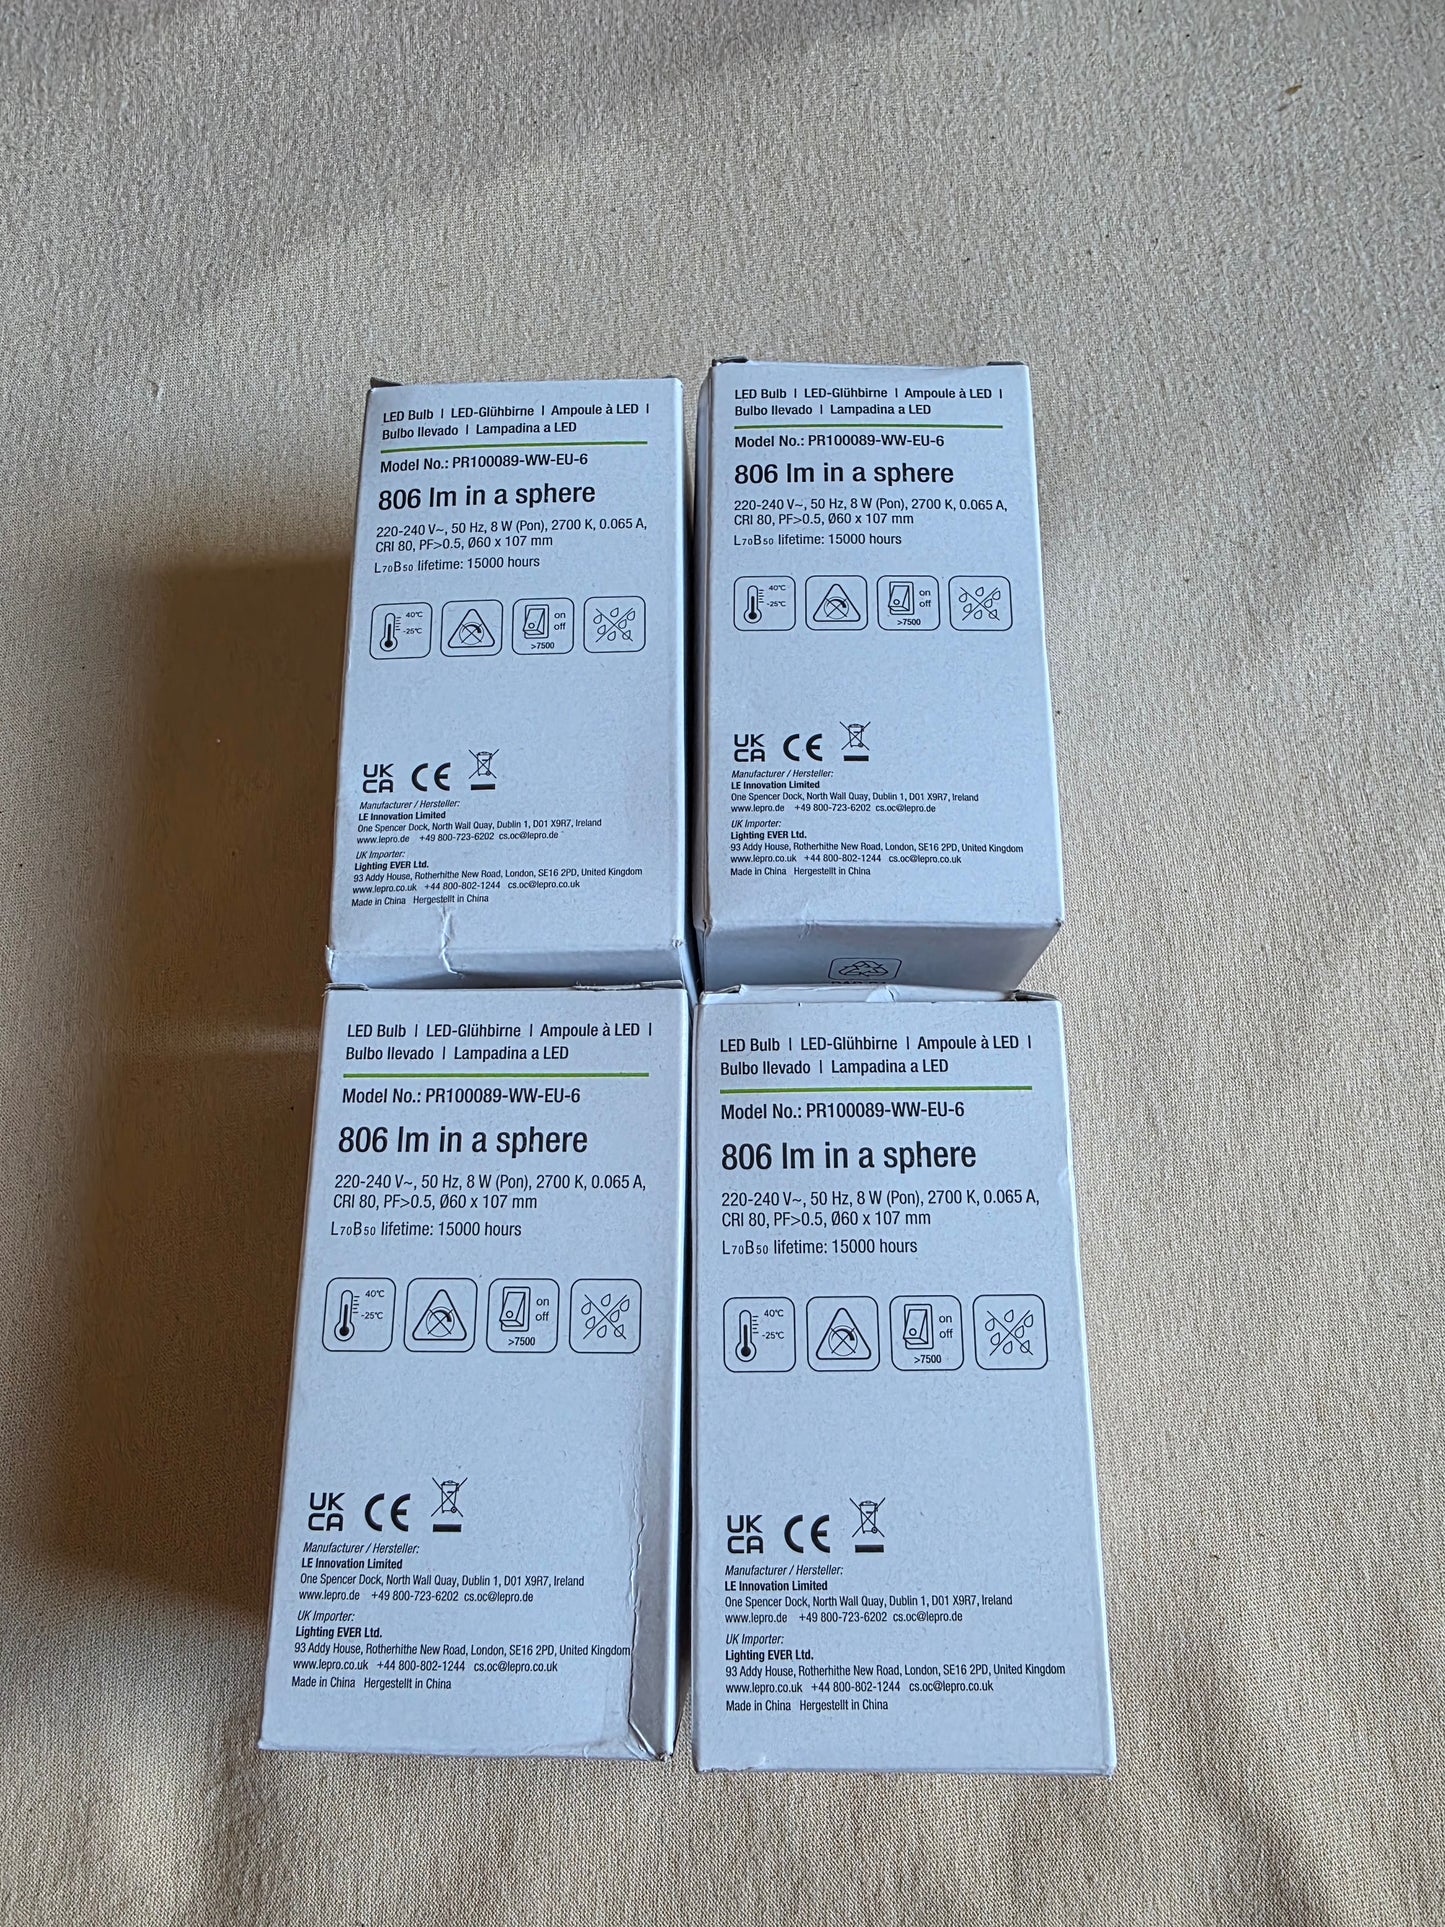 LED Bulb | LED-Glühbirne | Ampoule à LED |
Bulbo llevado | Lampadina a LED
Model No.: PR100089-WW-EU-6
806 lm in a sphere
220-240 V~, 50 Hz, 8 W (Pon), 2700 K, 0.065 A,
CRI 80, PF>0.5, Ø60 x 107 mm
L70B50 lifetime: 15000 hours
40°C
-25°C
on
off
>7500
UK
CA
CE
Manufacturer / Hersteller:
LE Innovation Limited
One Spencer Dock, North Wall Quay, Dublin 1, D01 X9R7, Ireland
www.lepro.de +49 800-723-6202 cs.oc@lepro.de
UK Importer:
Lighting EVER Ltd.
93 Addy House, Rotherhithe New Road, London, SE16 2PD, United Kingdom
www.lepro.co.uk +44 800-802-1244 cs.oc@lepro.co.uk
Made in China Hergestellt in China
LED Bulb | LED-Glühbirne | Ampoule à LED |
Bulbo llevado | Lampadina a LED
Model No.: PR100089-WW-EU-6
806 lm in a sphere
220-240 V~, 50 Hz, 8 W (Pon), 2700 K, 0.065 A,
CRI 80, PF>0.5, Ø60 x 107 mm
L70B50 lifetime: 15000 hours
40°C
-25°C
on
off
>7500
UK
CA
CE
Manufacturer / Hersteller:
LE Innovation Limited
One Spencer Dock, North Wall Quay, Dublin 1, D01 X9R7, Ireland
www.lepro.de +49 800-723-6202 cs.oc@lepro.de
UK Importer:
Lighting EVER Ltd.
93 Addy House, Rotherhithe New Road, London, SE16 2PD, United Kingdom
www.lepro.co.uk +44 800-802-1244 cs.oc@lepro.co.uk
Made in China Hergestellt in China
LED Bulb | LED-Glühbirne | Ampoule à LED |
Bulbo llevado | Lampadina a LED
Model No.: PR100089-WW-EU-6
806 lm in a sphere
220-240 V~, 50 Hz, 8 W (Pon), 2700 K, 0.065 A,
CRI 80, PF>0.5, Ø60 x 107 mm
L70B50 lifetime: 15000 hours
40°C
-25°C
on
off
>7500
UK
CA
CE
Manufacturer / Hersteller:
LE Innovation Limited
One Spencer Dock, North Wall Quay, Dublin 1, D01 X9R7, Ireland
www.lepro.de +49 800-723-6202 cs.oc@lepro.de
UK Importer:
Lighting EVER Ltd.
93 Addy House, Rotherhithe New Road, London, SE16 2PD, United Kingdom
www.lepro.co.uk +44 800-802-1244 cs.oc@lepro.co.uk
Made in China Hergestellt in China
LED Bulb | LED-Glühbirne | Ampoule à LED |
Bulbo llevado | Lampadina a LED
Model No.: PR100089-WW-EU-6
806 lm in a sphere
220-240 V~, 50 Hz, 8 W (Pon), 2700 K, 0.065 A,
CRI 80, PF>0.5, Ø60 x 107 mm
L70B50 lifetime: 15000 hours
40°C
-25°C
on
off
>7500
UK
CA
CE
Manufacturer / Hersteller:
LE Innovation Limited
One Spencer Dock, North Wall Quay, Dublin 1, D01 X9R7, Ireland
www.lepro.de +49 800-723-6202 cs.oc@lepro.de
UK Importer:
Lighting EVER Ltd.
93 Addy House, Rotherhithe New Road, London, SE16 2PD, United Kingdom
www.lepro.co.uk +44 800-802-1244 cs.oc@lepro.co.uk
Made in China Hergestellt in China